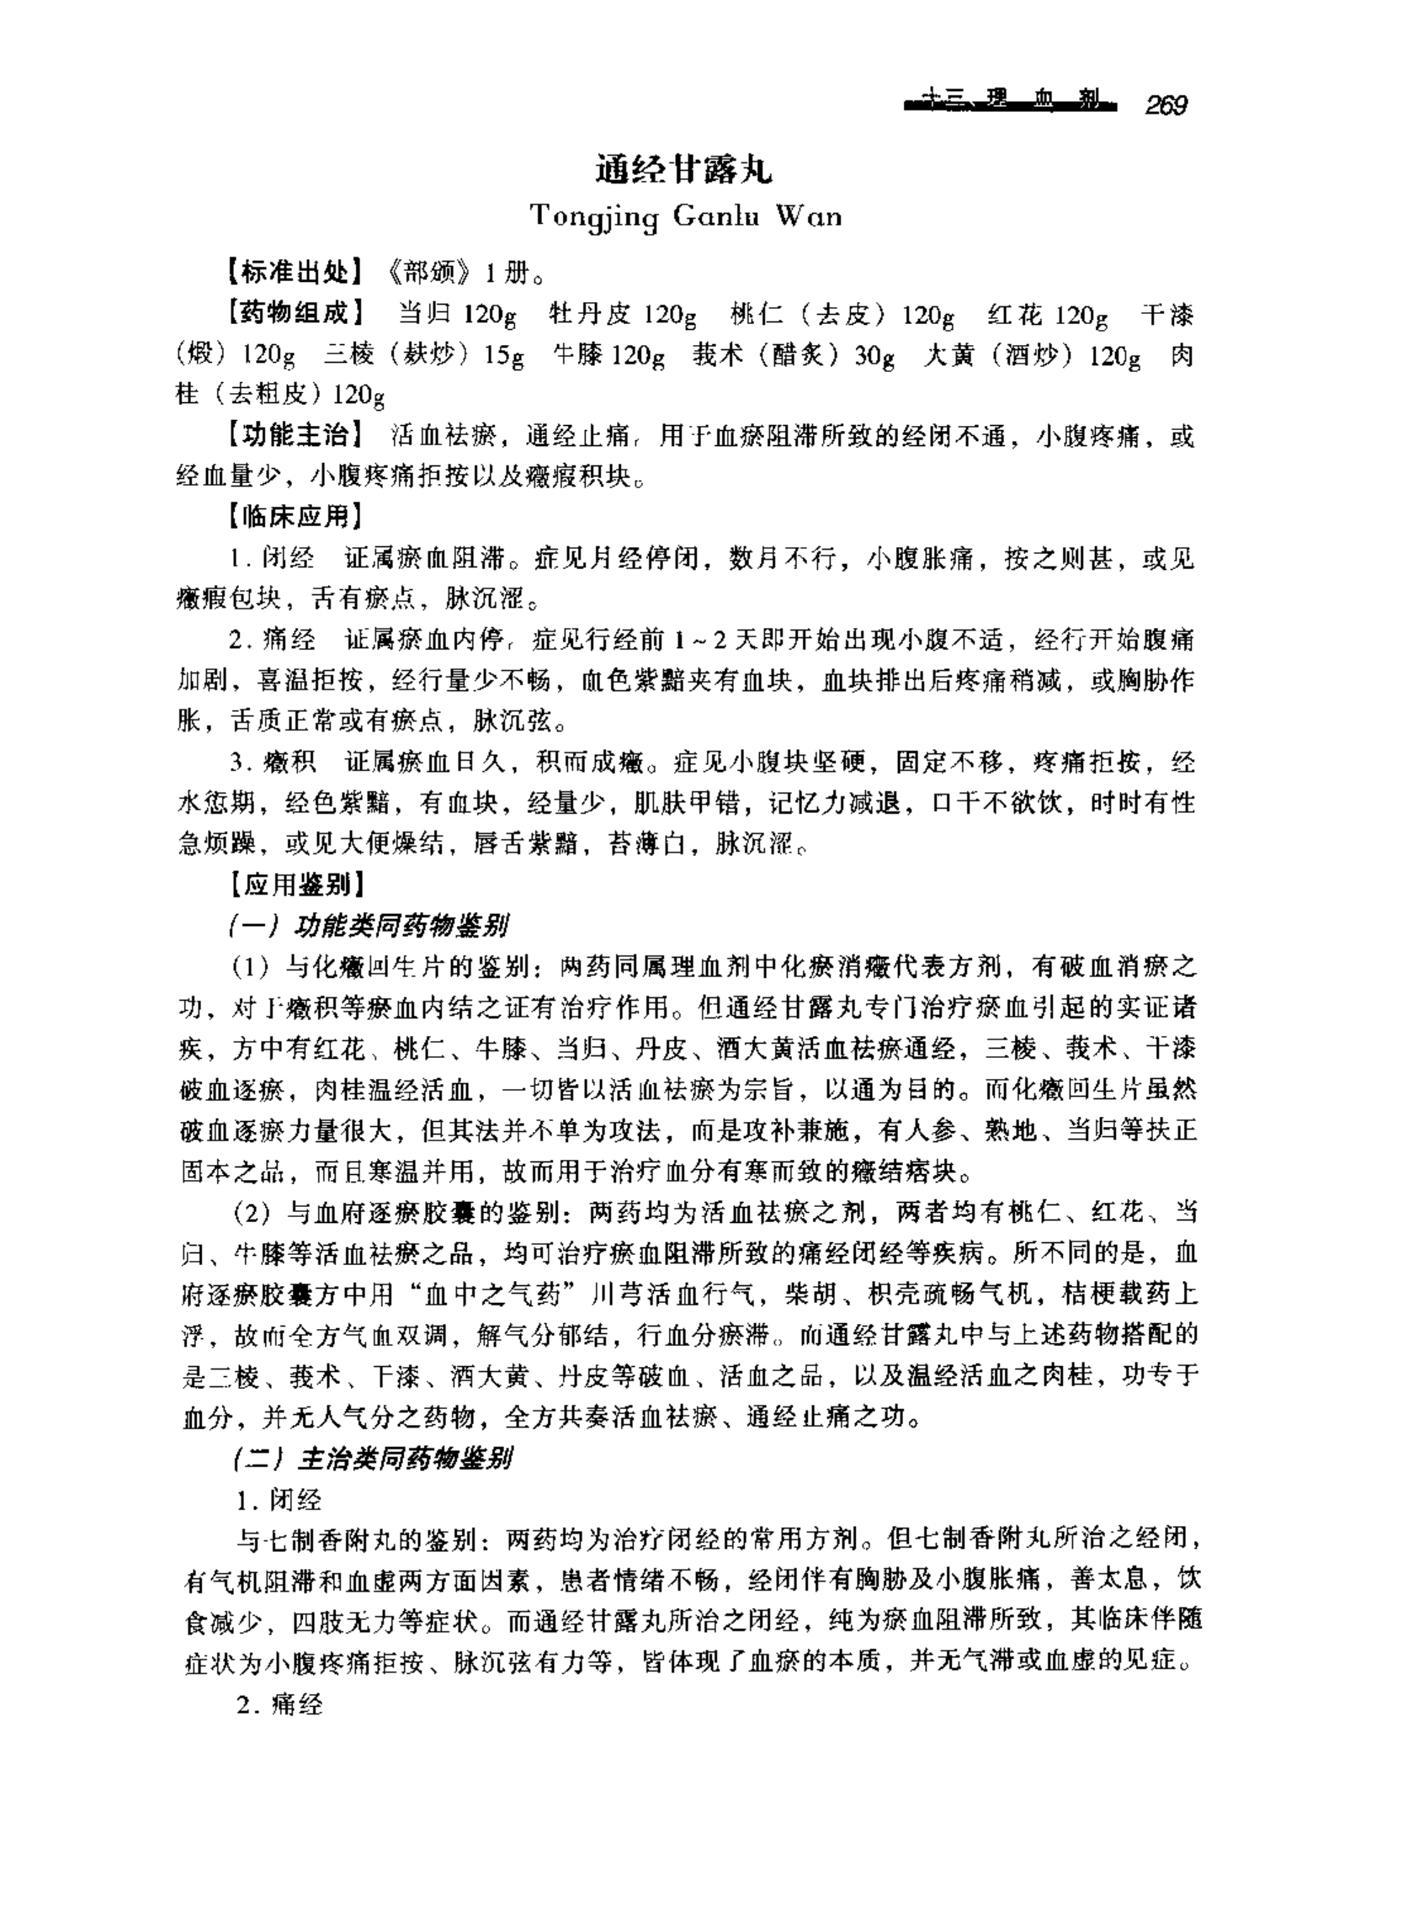 十三、理血剂 269
通经甘露丸
Tongjing Ganlu Wan
【标准出处】《部颁》1册。
【药物组成】 当归 120g 牡丹皮 120g 桃仁（去皮）120g 红花 120g 干漆
（煅）120g 三棱（麸炒）15g 牛膝 120g 莪术（醋炙）30g 大黄（酒炒）120g 肉
桂（去粗皮）120g
【功能主治】 活血祛瘀，通经止痛。用于血瘀阻滞所致的经闭不通，小腹疼痛，或
经血量少，小腹疼痛拒按以及癥瘕积块。
【临床应用】
1. 闭经 证属瘀血阻滞。症见月经停闭，数月不行，小腹胀痛，按之则甚，或见
癥瘕包块，舌有瘀点，脉沉涩。
2. 痛经 证属瘀血内停。症见行经前 1～2 天即开始出现小腹不适，经行开始腹痛
加剧，喜温拒按，经行量少不畅，血色紫黯夹有血块，血块排出后疼痛稍减，或胸胁作
胀，舌质正常或有瘀点，脉沉弦。
3. 癥积 证属瘀血日久，积而成癥。症见小腹块坚硬，固定不移，疼痛拒按，经
水愆期，经色紫黯，有血块，经量少，肌肤甲错，记忆力减退，口干不欲饮，时时有性
急烦躁，或见大便燥结，唇舌紫黯，苔薄白，脉沉涩。
【应用鉴别】
（一）功能类同药物鉴别
（1）与化癥回生片的鉴别：两药同属理血剂中化瘀消癥代表方剂，有破血消瘀之
功，对于癥积等瘀血内结之证有治疗作用。但通经甘露丸专门治疗瘀血引起的实证诸
疾，方中有红花、桃仁、牛膝、当归、丹皮、酒大黄活血祛瘀通经，三棱、莪术、干漆
破血逐瘀，肉桂温经活血，一切皆以活血祛瘀为宗旨，以通为目的。而化癥回生片虽然
破血逐瘀力量很大，但其法并不单为攻法，而是攻补兼施，有人参、熟地、当归等扶正
固本之品，而且寒温并用，故而用于治疗血分有寒而致的癥结痞块。
（2）与血府逐瘀胶囊的鉴别：两药均为活血祛瘀之剂，两者均有桃仁、红花、当
归、牛膝等活血祛瘀之品，均可治疗瘀血阻滞所致的痛经闭经等疾病。所不同的是，血
府逐瘀胶囊方中用“血中之气药”川芎活血行气，柴胡、枳壳疏畅气机，桔梗载药上
浮，故而全方气血双调，解气分郁结，行血分瘀滞。而通经甘露丸中与上述药物搭配的
是三棱、莪术、干漆、酒大黄、丹皮等破血、活血之品，以及温经活血之肉桂，功专于
血分，并无人气分之药物，全方共奏活血祛瘀、通经止痛之功。
（二）主治类同药物鉴别
1. 闭经
与七制香附丸的鉴别：两药均为治疗闭经的常用方剂。但七制香附丸所治之经闭，
有气机阻滞和血虚两方面因素，患者情绪不畅，经闭伴有胸胁及小腹胀痛，善太息，饮
食减少，四肢无力等症状。而通经甘露丸所治之闭经，纯为瘀血阻滞所致，其临床伴随
症状为小腹疼痛拒按、脉沉弦有力等，皆体现了血瘀的本质，并无气滞或血虚的见症。
2. 痛经